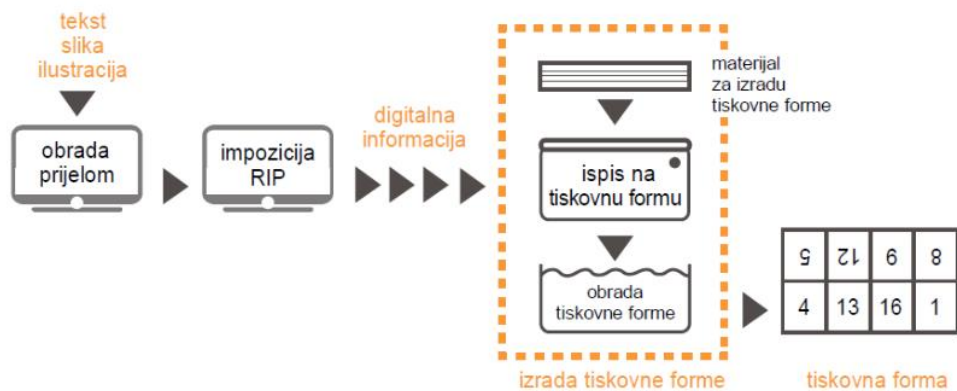 tekst
slika
ilustracija
obrada
prijelom
impozicija
RIP
digitalna
informacija
materijal
za izradu
tiskovne forme
ispis na
tiskovnu formu
obrada
tiskovne forme
izrada tiskovne forme
5 12 9 8
4 13 16 1
tiskovna forma